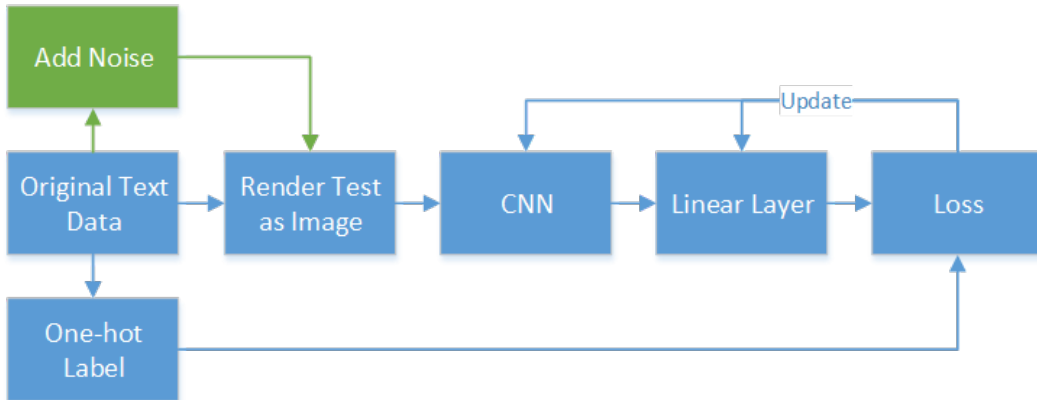 Add Noise
Update
Original Text
Data
Render Test
as Image
CNN
Linear Layer
Loss
One-hot
Label